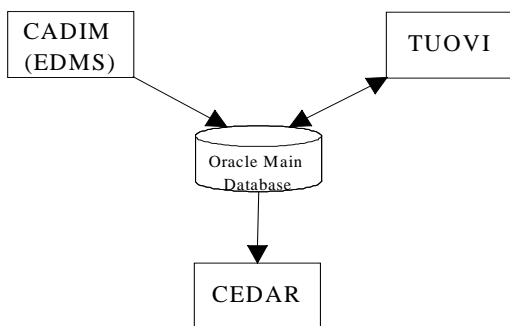 CADIM
(EDMS)
TUOVI
Oracle Main
Database
CEDAR